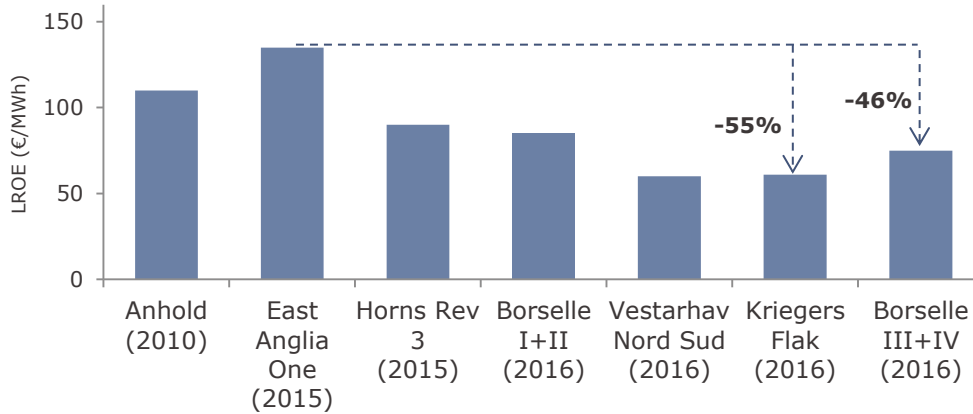 LROE (€/MWh)
150
100
50
0
-55%
-46%
Anhold
(2010)
East
Anglia
One
(2015)
Horns Rev
3
(2015)
Borselle
I+II
(2016)
Vestarhav
Nord Sud
(2016)
Kriegers
Flak
(2016)
Borselle
III+IV
(2016)